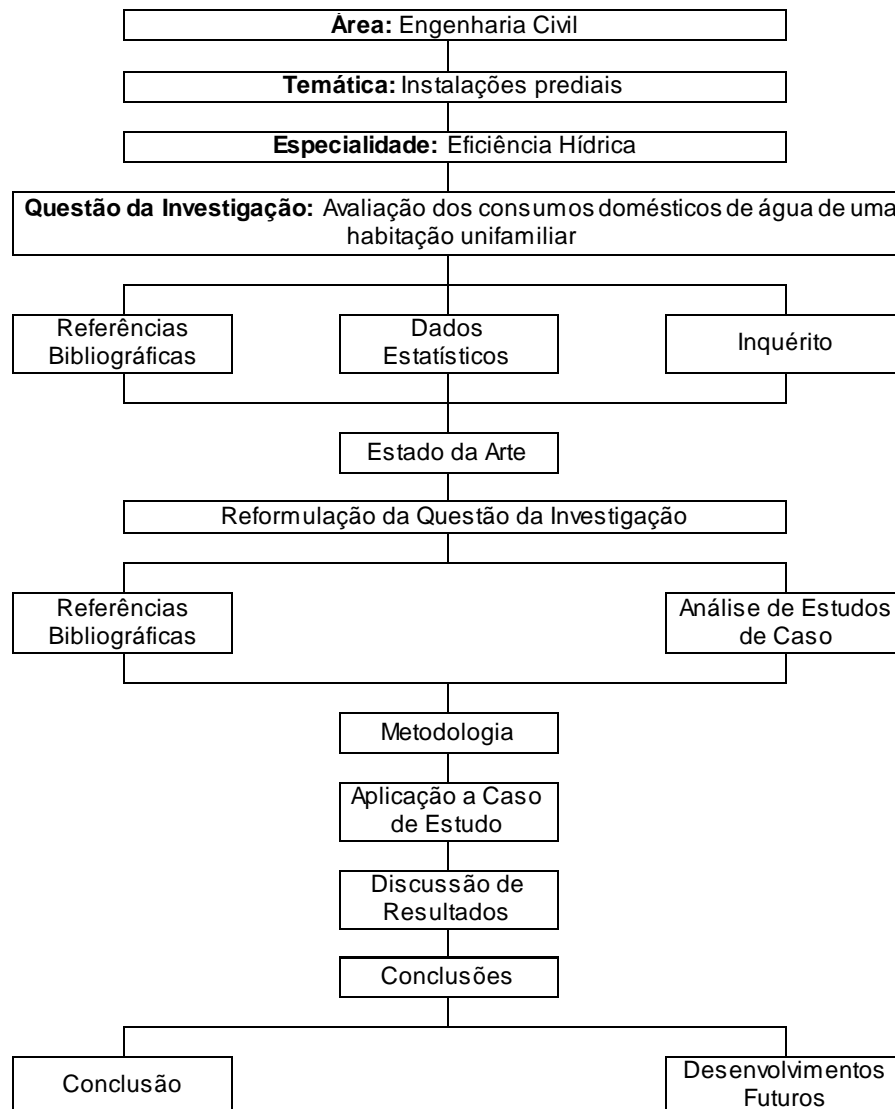 Área: Engenharia Civil
Temática: Instalações prediais
Especialidade: Eficiência Hídrica
Questão da Investigação: Avaliação dos consumos domésticos de água de uma
habitação unifamiliar
Referências
Bibliográficas
Dados
Estatísticos
Inquérito
Estado da Arte
Reformulação da Questão da Investigação
Referências
Bibliográficas
Análise de Estudos
de Caso
Metodologia
Aplicação a Caso
de Estudo
Discussão de
Resultados
Conclusões
Conclusão
Desenvolvimentos
Futuros